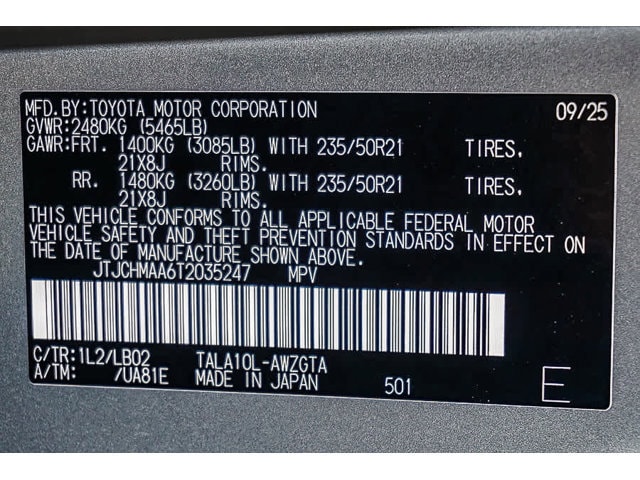 MFD.BY:TOYOTA MOTOR CORPORATION 09/25
GVWR:2480KG (5465LB)
GAWR:FRT. 1400KG (3085LB) WITH 235/50R21 TIRES,
21X8J RIMS.
RR. 1480KG (3260LB) WITH 235/50R21 TIRES,
21X8J RIMS.
THIS VEHICLE CONFORMS TO ALL APPLICABLE FEDERAL MOTOR
VEHICLE SAFETY AND THEFT PREVENTION STANDARDS IN EFFECT ON
THE DATE OF MANUFACTURE SHOWN ABOVE.
JTJCHMAA6T2035247 MPV
C/TR:1L2/LB02 TALA10L-AWZGTA
A/TM: /UA81E MADE IN JAPAN 501 E